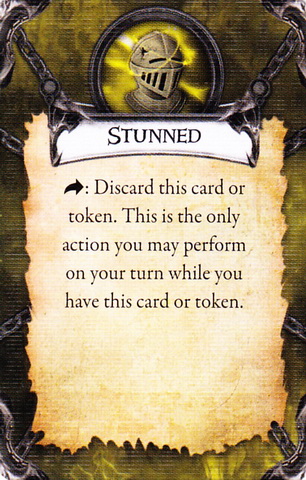 STUNNED
: Discard this card or
token. This is the only
action you may perform
on your turn while you
have this card or token.